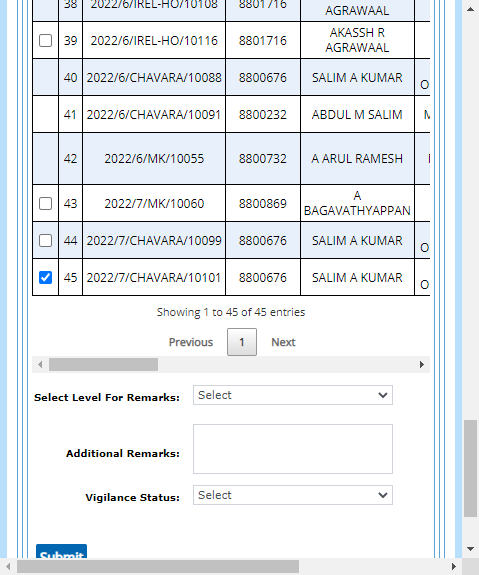 38 2022/6/IREL-HO/10108 8801716 AGRAWAAL
39 2022/6/IREL-HO/10116 8801716 AKASSH R AGRAWAAL
40 2022/6/CHAVARA/10088 8800676 SALIM A KUMAR O
41 2022/6/CHAVARA/10091 8800232 ABDUL M SALIM
42 2022/6/MK/10055 8800732 A ARUL RAMESH
43 2022/7/MK/10060 8800869 A BAGAVATHYAPPAN
44 2022/7/CHAVARA/10099 8800676 SALIM A KUMAR O
45 2022/7/CHAVARA/10101 8800676 SALIM A KUMAR O
Showing 1 to 45 of 45 entries
Previous 1 Next
Select Level For Remarks: Select
Additional Remarks:
Vigilance Status: Select
Submit